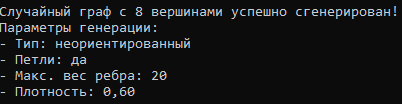 Случайный граф с 8 вершинами успешно сгенерирован!
Параметры генерации:
- Тип: неориентированный
- Петли: да
- Макс. вес ребра: 20
- Плотность: 0,60